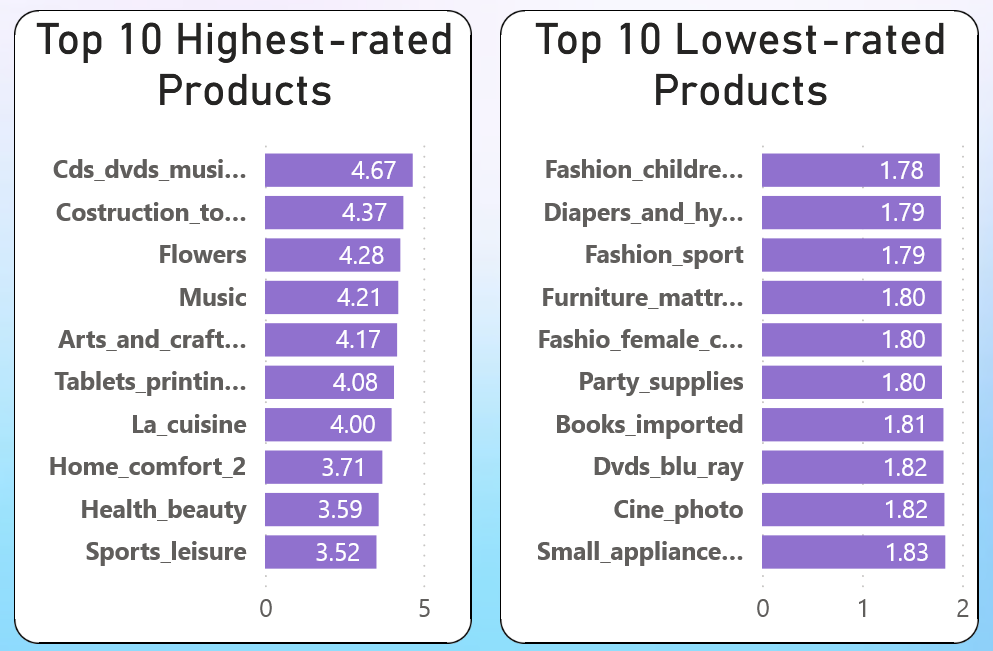 Top 10 Highest-rated
Products
Cds_dvds_musi... 4.67
Costruction_to... 4.37
Flowers 4.28
Music 4.21
Arts_and_craft... 4.17
Tablets_printin... 4.08
La_cuisine 4.00
Home_comfort_2 3.71
Health_beauty 3.59
Sports_leisure 3.52
0 5
Top 10 Lowest-rated
Products
Fashion_childre... 1.78
Diapers_and_hy... 1.79
Fashion_sport 1.79
Furniture_mattr... 1.80
Fashio_female_c... 1.80
Party_supplies 1.80
Books_imported 1.81
Dvds_blu_ray 1.82
Cine_photo 1.82
Small_appliance... 1.83
0 1 2